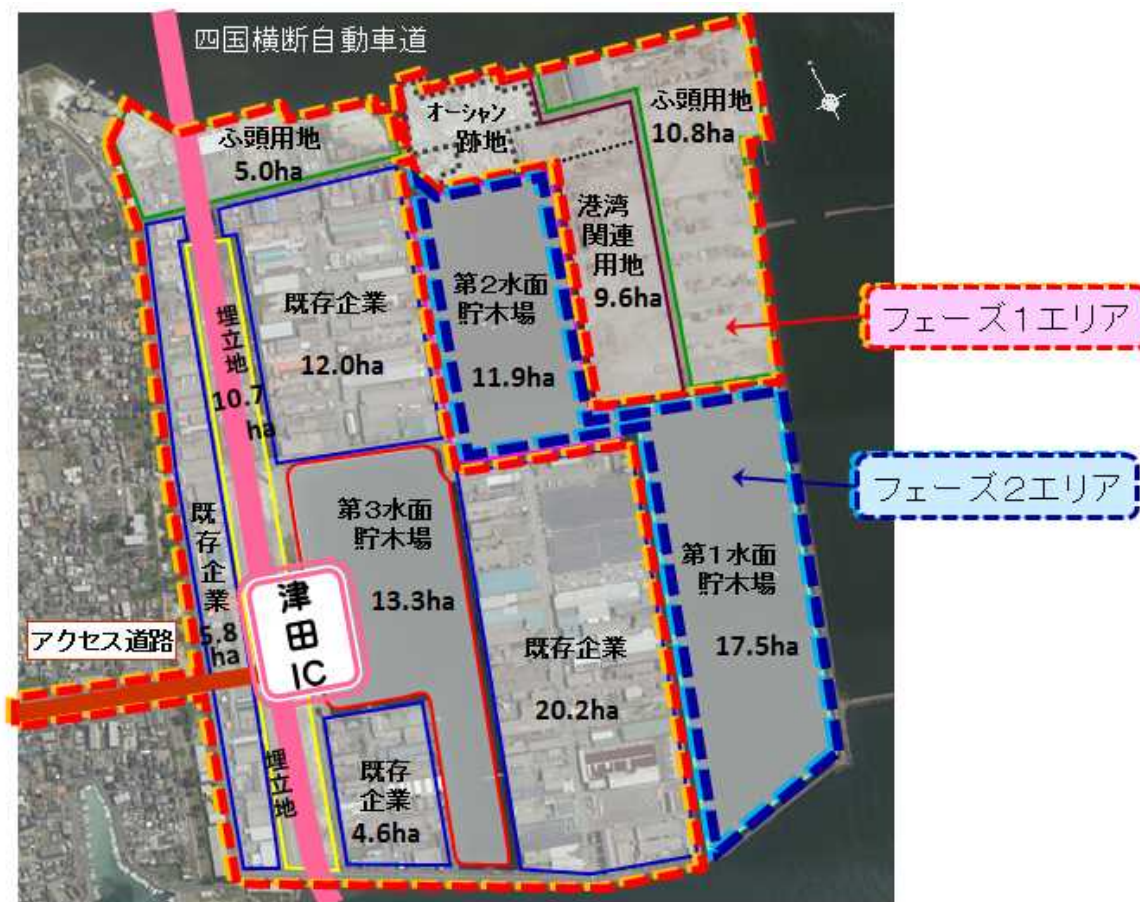 四国横断自動車道
ふ頭用地
5.0ha
オーシャン
跡地
ふ頭用地
10.8ha
港湾
関連
用地
9.6ha
第2水面
貯木場
11.9ha
既存企業
12.0ha
埋立地
10.7
ha
フェーズ1エリア
フェーズ2エリア
第3水面
貯木場
13.3ha
既存企業
5.8
ha
アクセス道路
津田IC
既存企業
20.2ha
第1水面
貯木場
17.5ha
埋立地
既存
企業
4.6ha